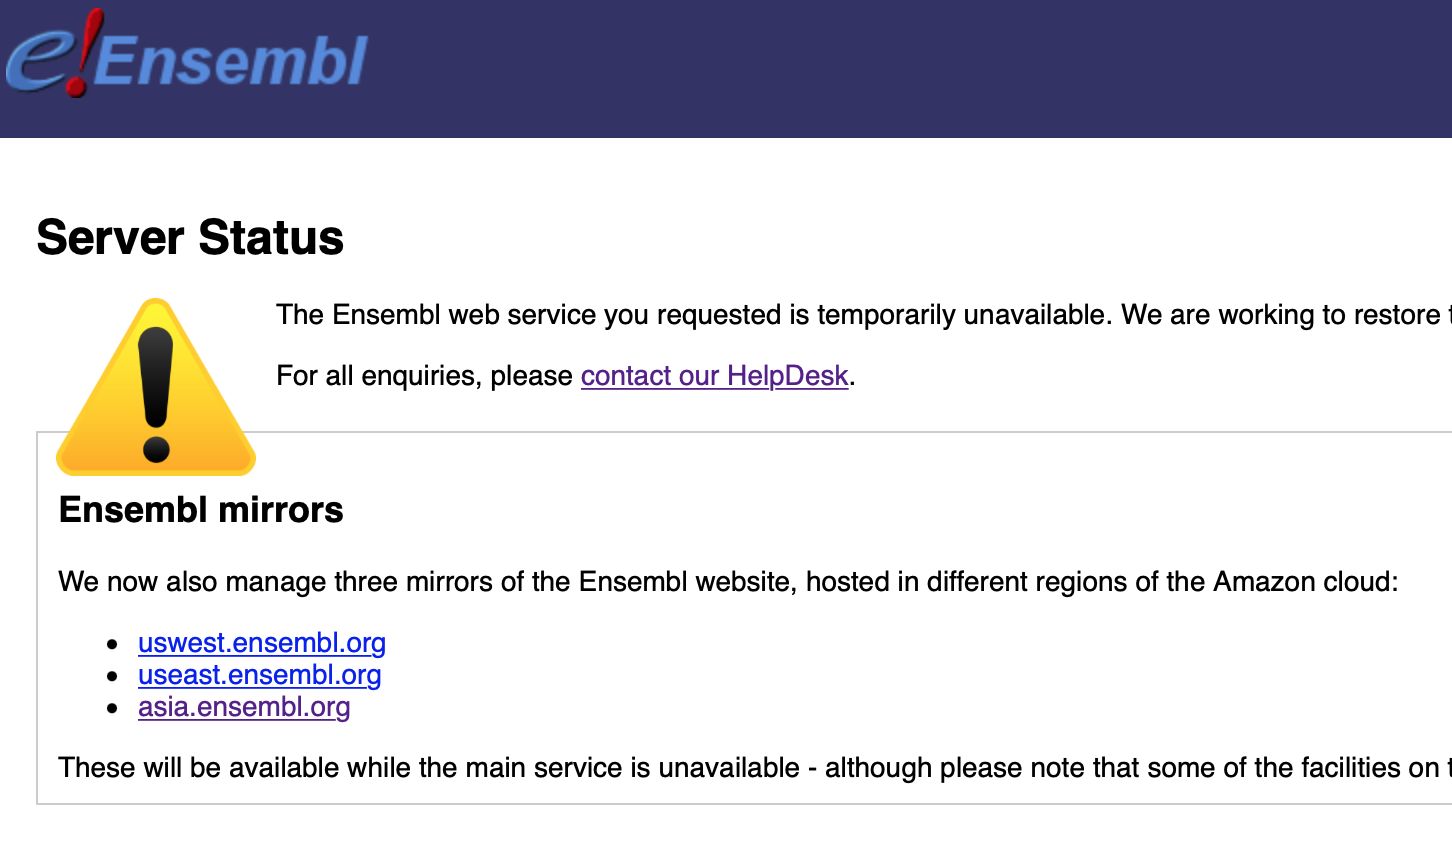 e!Ensembl
Server Status
The Ensembl web service you requested is temporarily unavailable. We are working to restore
For all enquiries, please contact our HelpDesk.
Ensembl mirrors
We now also manage three mirrors of the Ensembl website, hosted in different regions of the Amazon cloud:
• uswest.ensembl.org
• useast.ensembl.org
• asia.ensembl.org
These will be available while the main service is unavailable - although please note that some of the facilities on